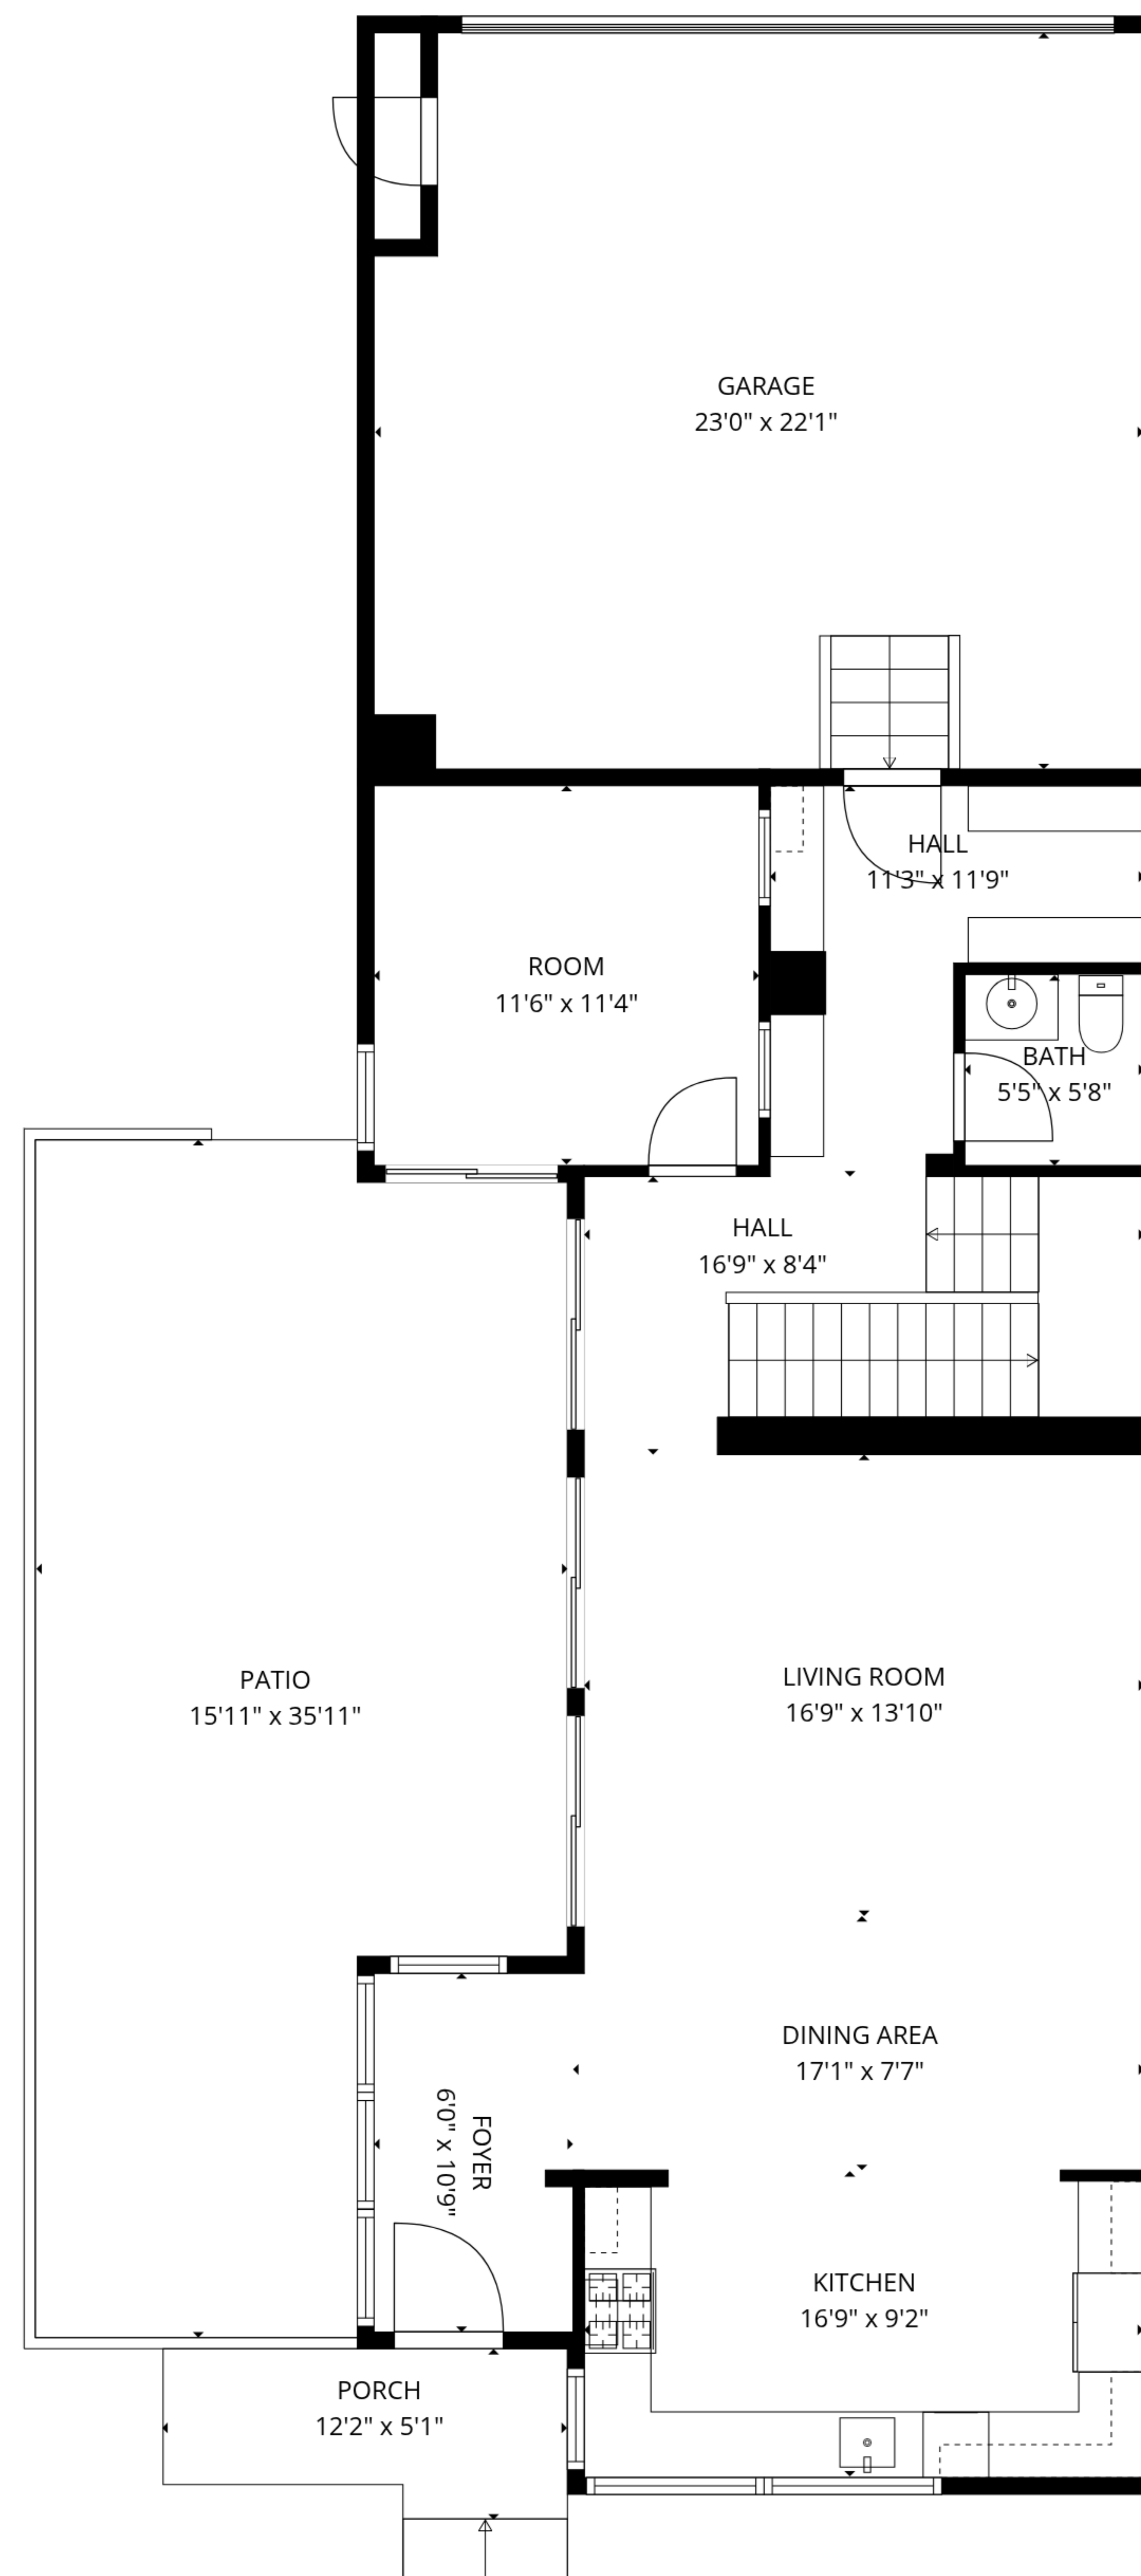 GARAGE
23'0" x 22'1"
HALL
11'3" x 11'9"
ROOM
11'6" x 11'4"
BATH
5'5" x 5'8"
HALL
16'9" x 8'4"
PATIO
15'11" x 35'11"
LIVING ROOM
16'9" x 13'10"
DINING AREA
17'1" x 7'7"
FOYER
6'0" x 10'9"
KITCHEN
16'9" x 9'2"
PORCH
12'2" x 5'1"